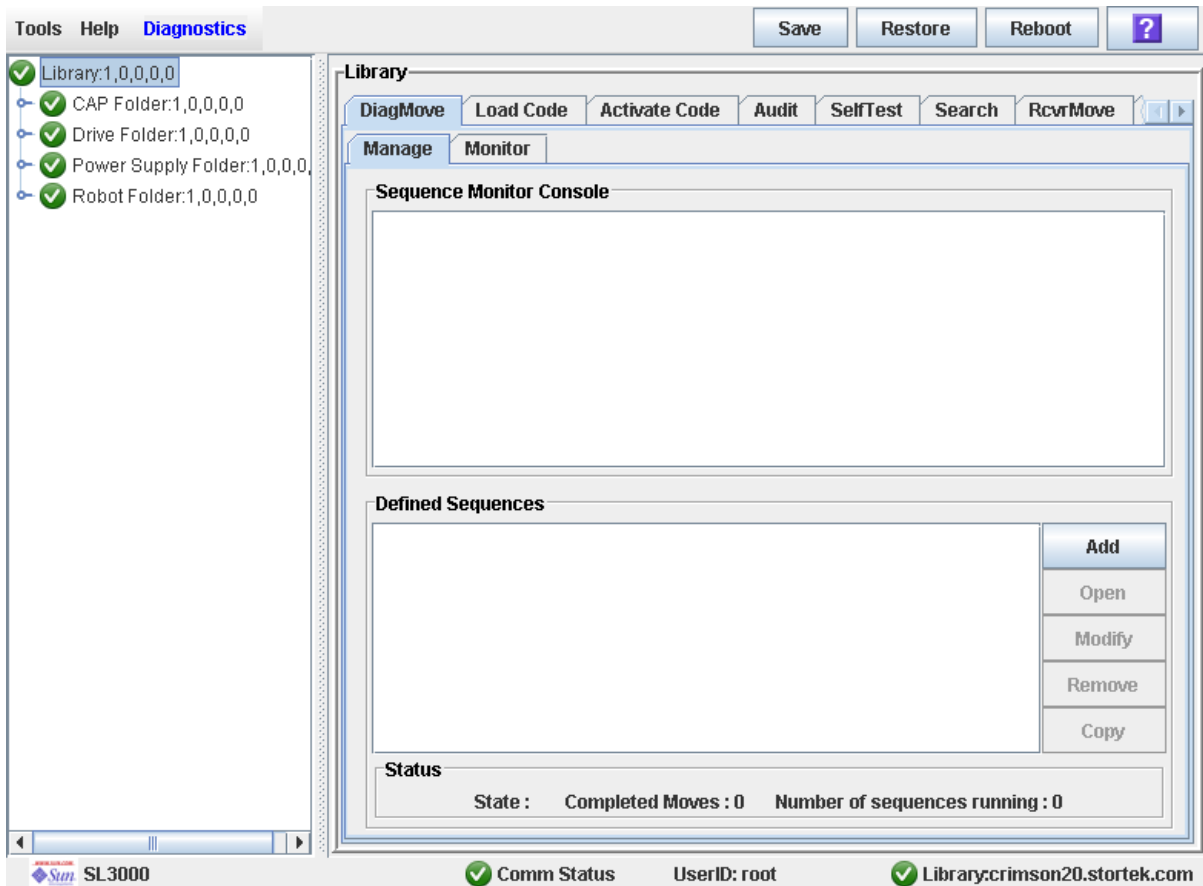 Tools Help Diagnostics Save Restore Reboot ?
Library:1,0,0,0,0
CAP Folder:1,0,0,0,0
Drive Folder:1,0,0,0,0
Power Supply Folder:1,0,0,0,
Robot Folder:1,0,0,0,0
Library
DiagMove Load Code Activate Code Audit SelfTest Search RcvrMove
Manage Monitor
Sequence Monitor Console
Defined Sequences
Add
Open
Modify
Remove
Copy
Status
State : Completed Moves : 0 Number of sequences running : 0
WWW.SUN.COM
Sun SL3000 Comm Status UserID: root Library:crimson20.stortek.com